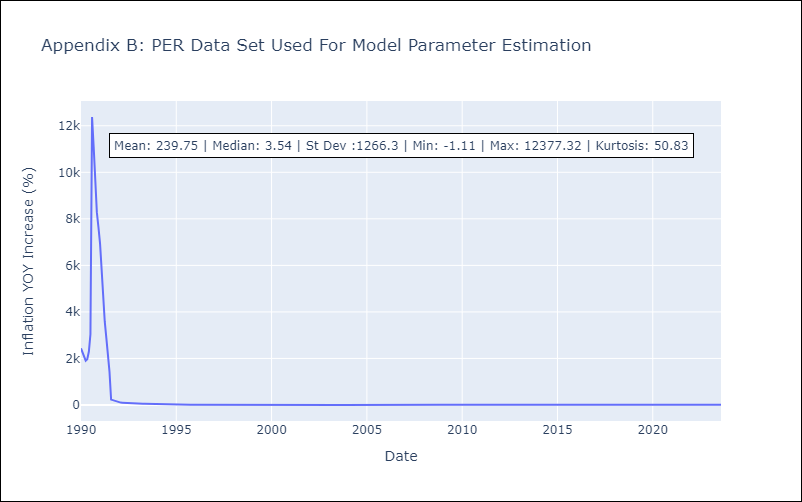 Appendix B: PER Data Set Used For Model Parameter Estimation
Mean: 239.75 | Median: 3.54 | St Dev :1266.3 | Min: -1.11 | Max: 12377.32 | Kurtosis: 50.83
Inflation YOY Increase (%)
12k
10k
8k
6k
4k
2k
0
1990 1995 2000 2005 2010 2015 2020
Date